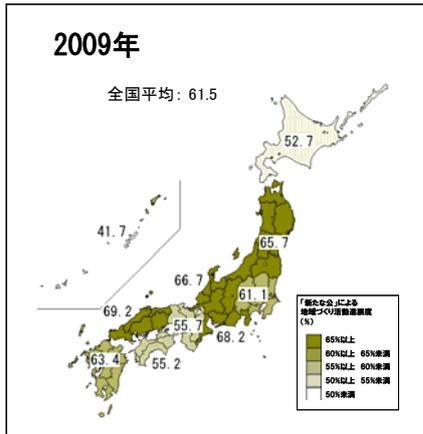 2009年
全国平均: 61.5
52.7
41.7
65.7
66.7
61.1
69.2
55.7
68.2
63.4
55.2
「新たな公」による
地域づくり活動進展度
(%)
65%以上
60%以上 65%未満
55%以上 60%未満
50%以上 55%未満
50%未満